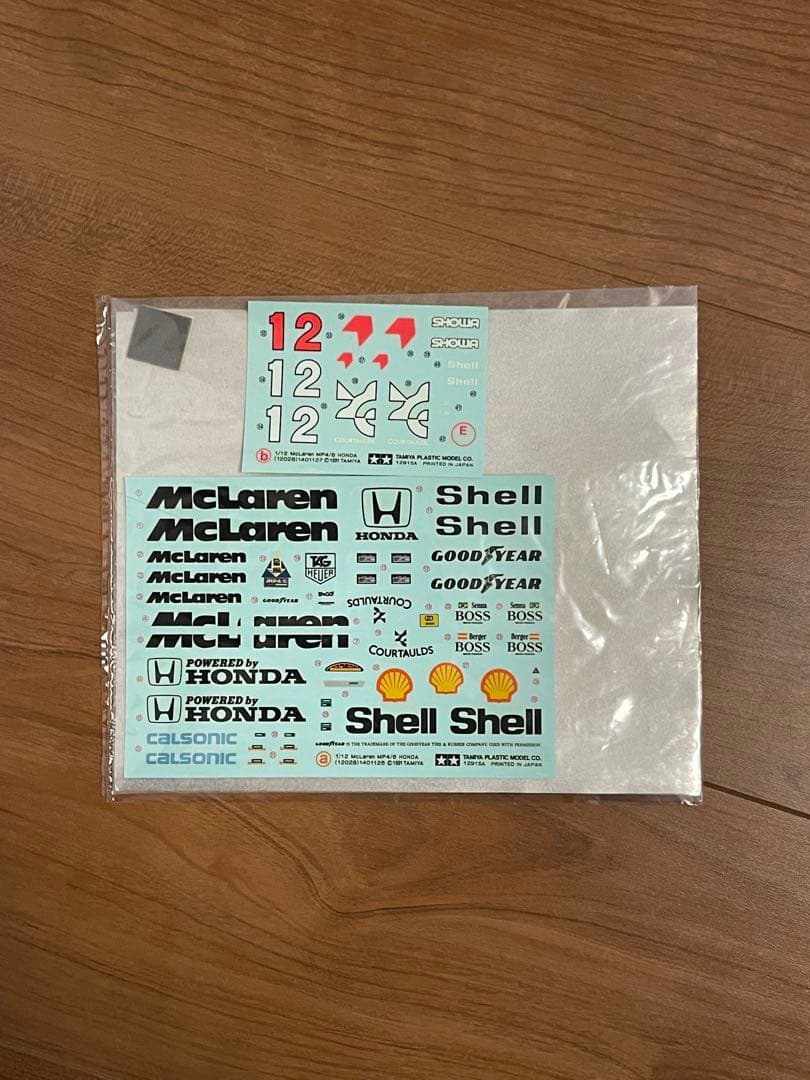 12
SHOWA
SHOWA
12
Shell
Shell
12
COURTAULDS
COURTAULDS
E
b
1/12 McLaren MP4/6 HONDA
(12028)1401127 ©1991 TAMIYA
TAMIYA PLASTIC MODEL CO.
12915A PRINTED IN JAPAN
McLaren
McLaren
HONDA
Shell
Shell
McLaren
McLaren
McLaren
TAG
HEUER
GOODYEAR
GOODYEAR
GOODYEAR
COURTAULDS
COURTAULDS
Senna
BOSS
Senna
BOSS
Berger
BOSS
Berger
BOSS
McLaren
POWERED by
HONDA
POWERED by
HONDA
Shell Shell
calsonic
calsonic
GOODYEAR IS THE TRADEMARK OF THE GOODYEAR TIRE & RUBBER COMPANY, USED WITH PERMISSION
a
1/12 McLaren MP4/6 HONDA
(12028)1401126 ©1991 TAMIYA
TAMIYA PLASTIC MODEL CO.
12915A PRINTED IN JAPAN